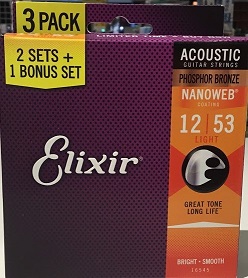 3 PACK
2 SETS +
1 BONUS SET
ACOUSTIC
GUITAR STRINGS
PHOSPHOR BRONZE
NANOWEB®
COATING
12 53
LIGHT
Elixir
GREAT TONE
LONG LIFE
BRIGHT • SMOOTH
16545